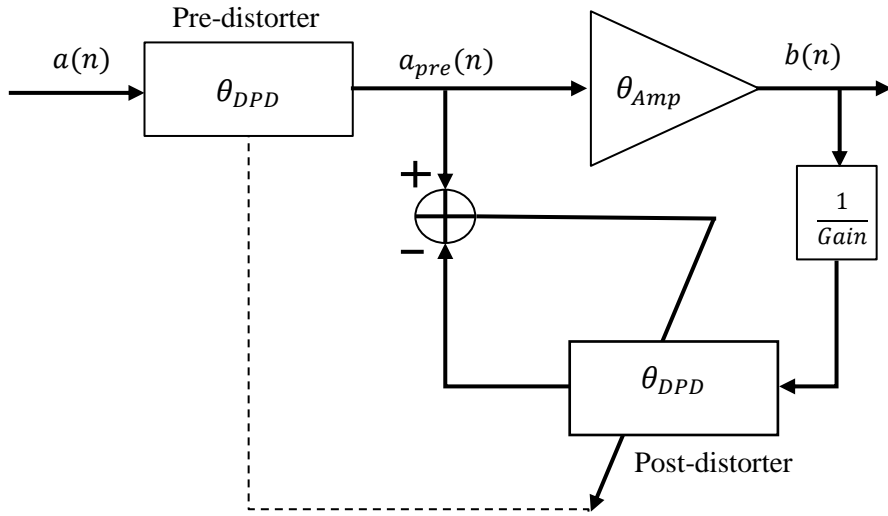 Pre-distorter
a(n)
θ_DPD
a_pre(n)
θ_Amp
b(n)
+
−
1
Gain
θ_DPD
Post-distorter